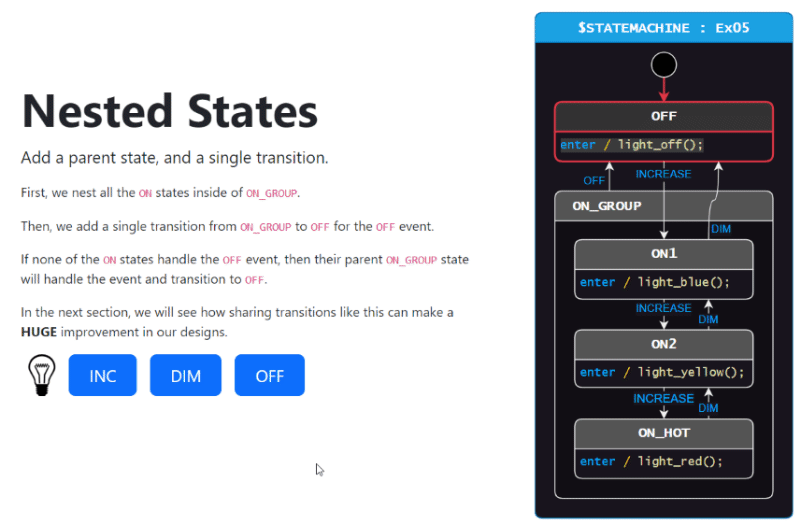 Nested States
Add a parent state, and a single transition.
First, we nest all the ON states inside of ON_GROUP.
Then, we add a single transition from ON_GROUP to OFF for the OFF event.
If none of the ON states handle the OFF event, then their parent ON_GROUP state
will handle the event and transition to OFF.
In the next section, we will see how sharing transitions like this can make a
HUGE improvement in our designs.
INC
DIM
OFF
$STATEMACHINE : Ex05
OFF
enter / light_off();
OFF
INCREASE
ON_GROUP
DIM
ON1
enter / light_blue();
INCREASE
DIM
ON2
enter / light_yellow();
INCREASE
DIM
ON_HOT
enter / light_red();